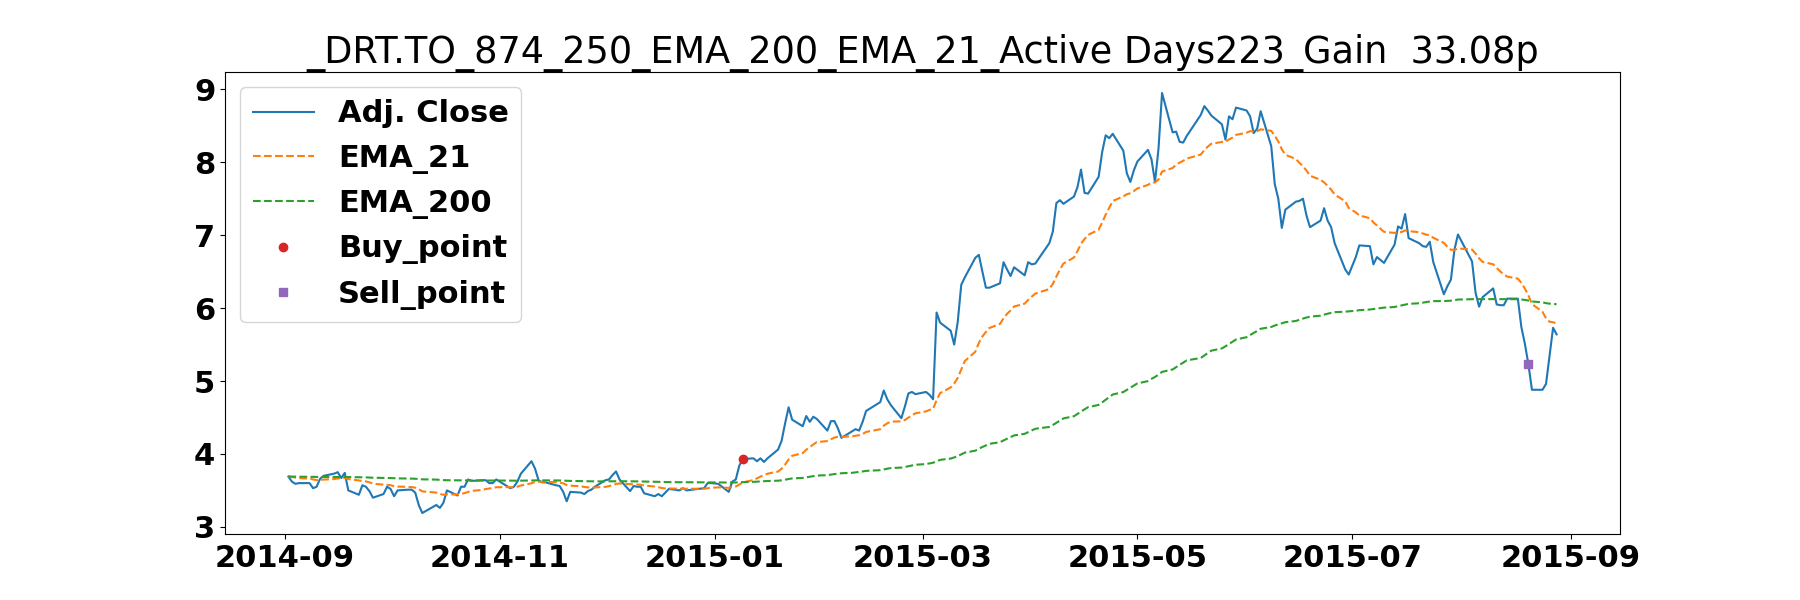 _DRT.TO_874_250_EMA_200_EMA_21_Active Days223_Gain  33.08p
9
8
7
6
5
4
3
Adj. Close
EMA_21
EMA_200
Buy_point
Sell_point
2014-09 2014-11 2015-01 2015-03 2015-05 2015-07 2015-09